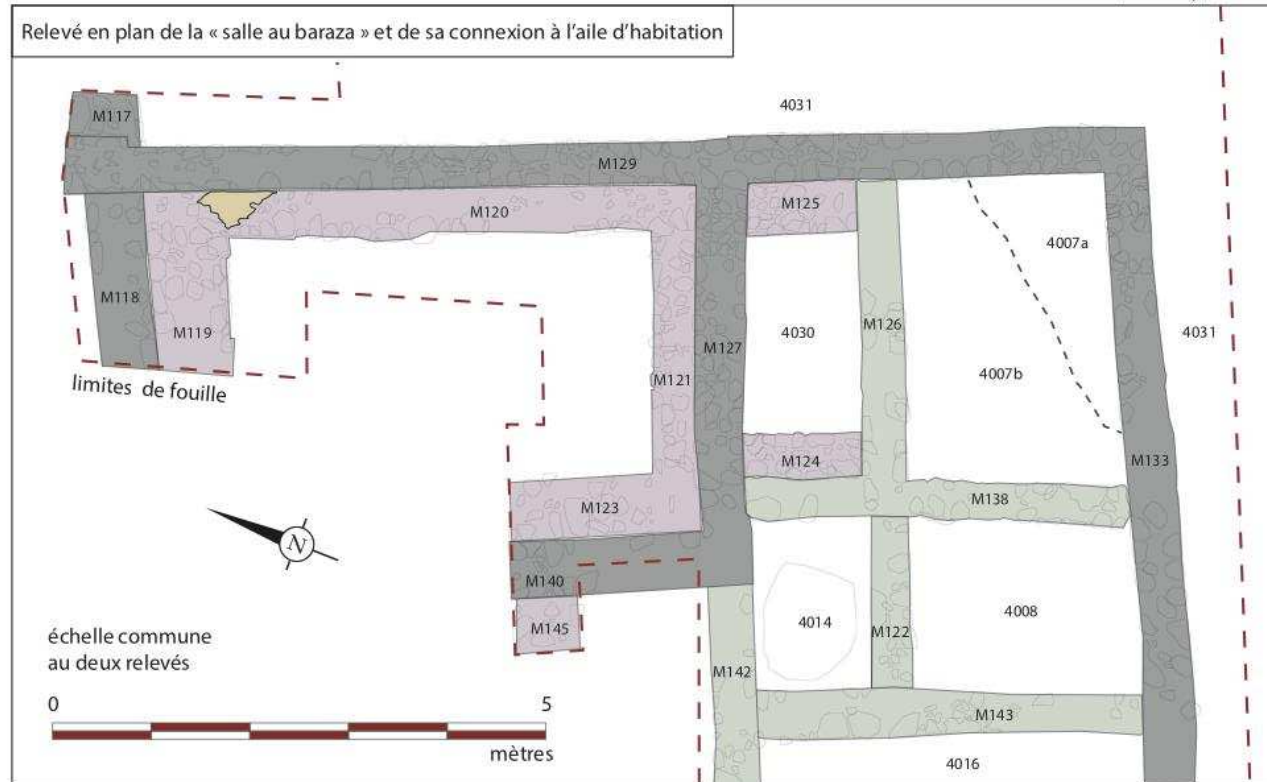 Relevé en plan de la « salle au baraza » et de sa connexion à l'aile d'habitation
4031
M117
M129
M120
M125
4007a
M118
M119
M126
4031
M127
4030
M121
4007b
limites de fouille
M124
M133
M123
M138
N
M140
4014
4008
M145
M122
échelle commune
au deux relevés
M142
0
5
M143
mètres
4016